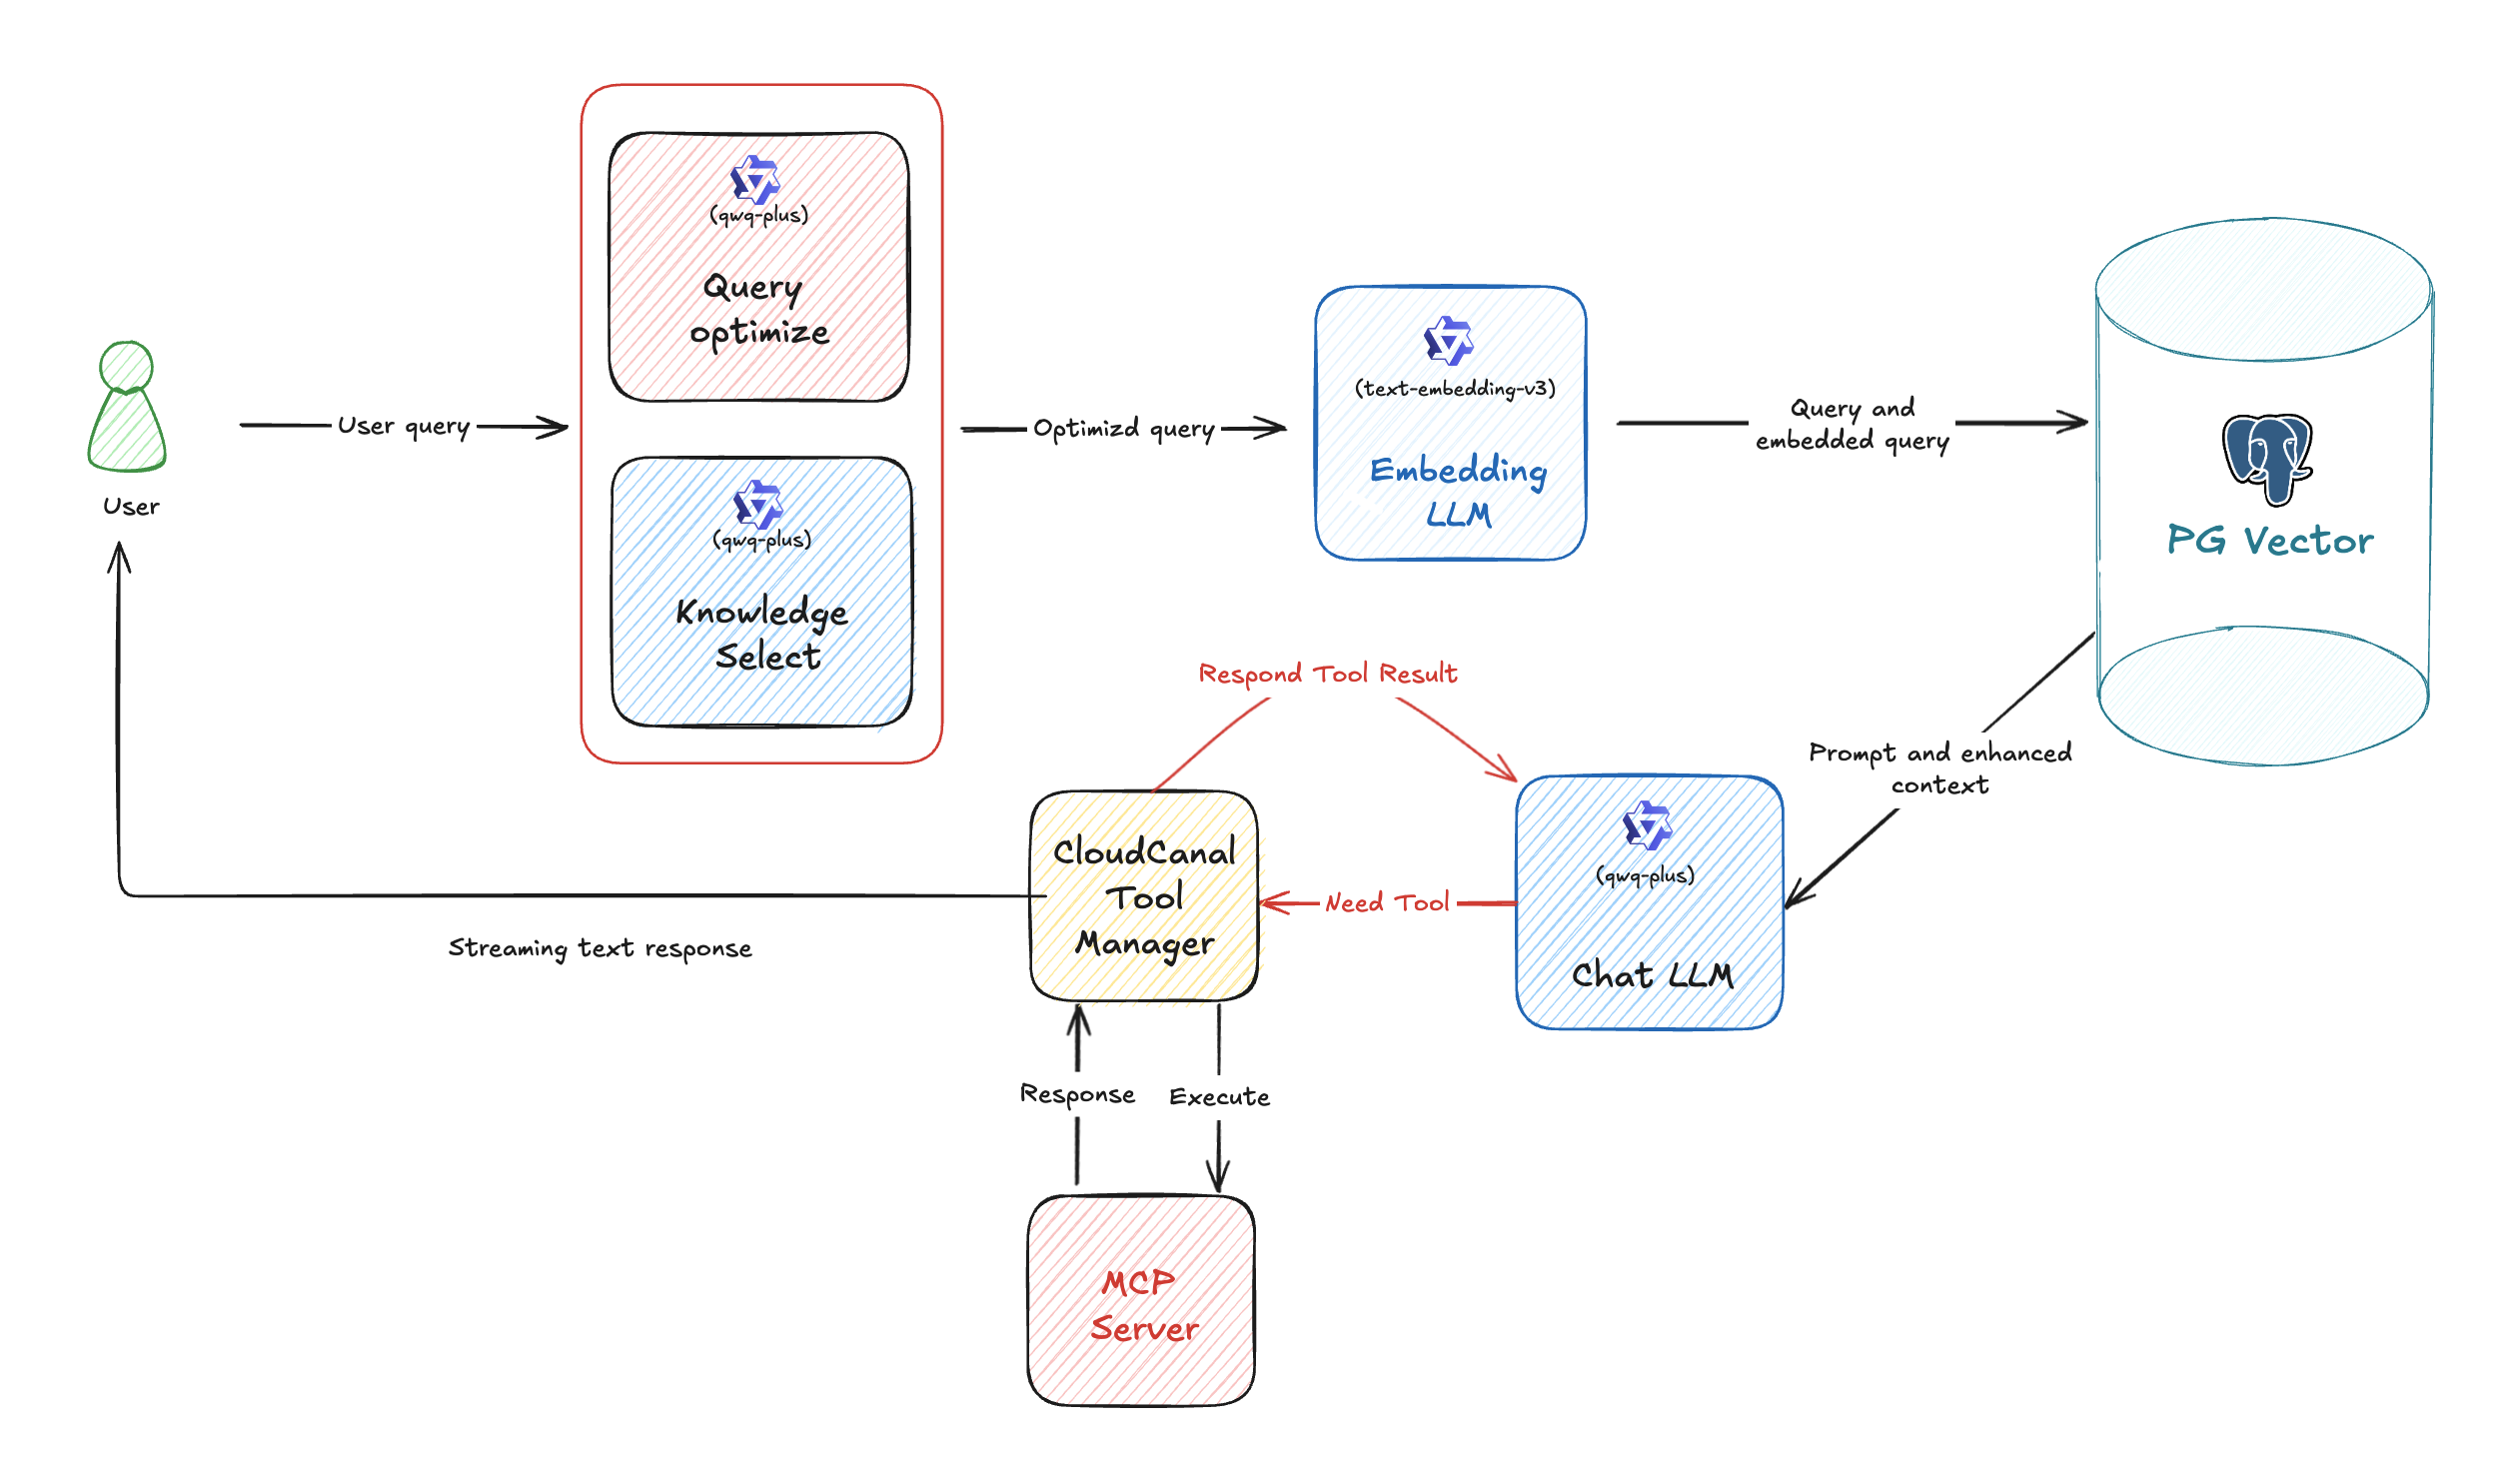 (qwq-plus)
Query
optimize
User
User query
(qwq-plus)
Knowledge
Select
Optimizd query
(text-embedding-v3)
Embedding
LLM
Query and
embedded query
PG Vector
Prompt and enhanced
context
Respond Tool Result
(qwq-plus)
Chat LLM
Need Tool
CloudCanal
Tool
Manager
Streaming text response
Response
Execute
MCP
Server